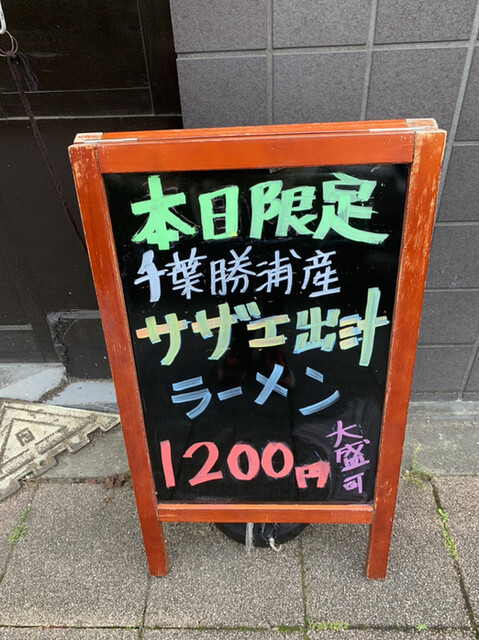 本日限定
千葉勝浦産
サザエ出汁
ラーメン
1200円
大盛可